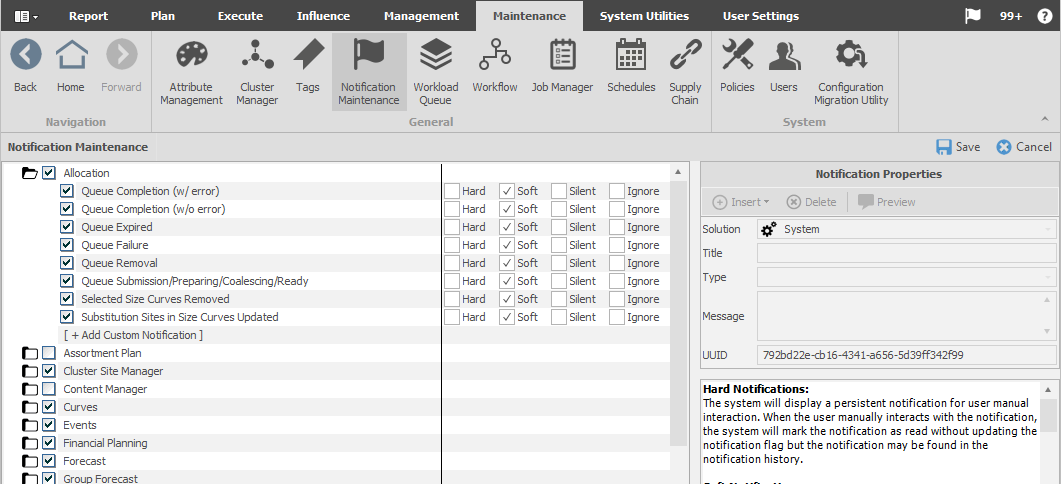 Report Plan Execute Influence Management Maintenance System Utilities User Settings 99+ ?
Back Home Forward Attribute Management Cluster Manager Tags Notification Maintenance Workload Queue Workflow Job Manager Schedules Supply Chain Policies Users Configuration Migration Utility
Navigation General System
Notification Maintenance Save Cancel
Allocation
Queue Completion (w/ error) Hard Soft Silent Ignore
Queue Completion (w/o error) Hard Soft Silent Ignore
Queue Expired Hard Soft Silent Ignore
Queue Failure Hard Soft Silent Ignore
Queue Removal Hard Soft Silent Ignore
Queue Submission/Preparing/Coalescing/Ready Hard Soft Silent Ignore
Selected Size Curves Removed Hard Soft Silent Ignore
Substitution Sites in Size Curves Updated Hard Soft Silent Ignore
[ + Add Custom Notification ]
Assortment Plan
Cluster Site Manager
Content Manager
Curves
Events
Financial Planning
Forecast
Group Forecast
Notification Properties
Insert Delete Preview
Solution System
Title
Type
Message
UUID 792bd22e-cb16-4341-a656-5d39ff342f99
Hard Notifications:
The system will display a persistent notification for user manual
interaction. When the user manually interacts with the notification,
the system will mark the notification as read without updating the
notification flag but the notification may be found in the
notification history.